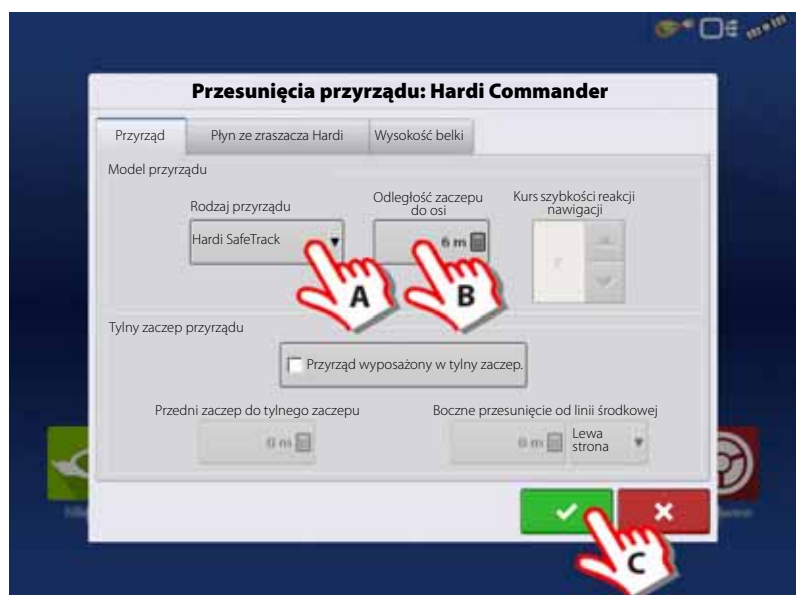 Przesunięcia przyrządu: Hardi Commander
Przyrząd
Płyn ze zraszacza Hardi
Wysokość belki
Model przyrządu
Rodzaj przyrządu
Odległość zaczepu
do osi
Kurs szybkości reakcji
nawigacji
Hardi SafeTrack
6 m
A
B
Tylny zaczep przyrządu
Przyrząd wyposażony w tylny zaczep.
Przedni zaczep do tylnego zaczepu
Boczne przesunięcie od linii środkowej
0 m
0 m
Lewa
strona
C